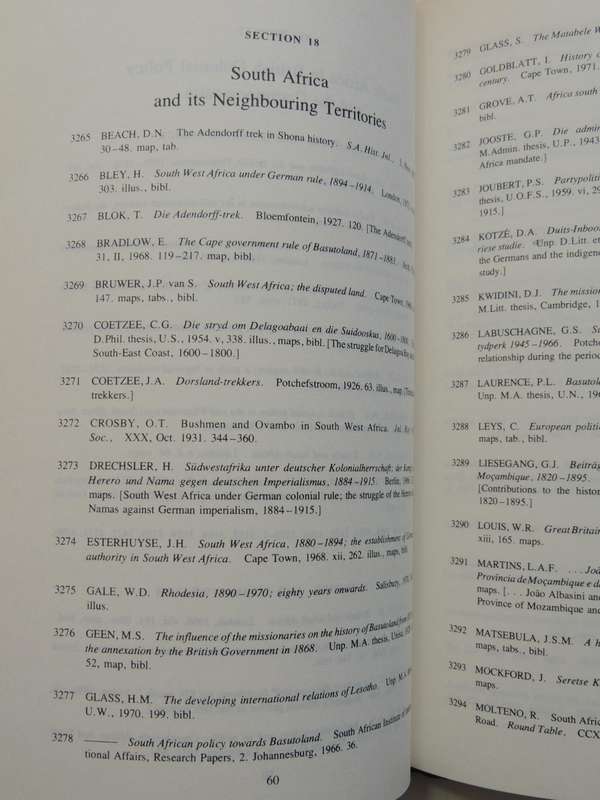 SECTION 18
South Africa
and its Neighbouring Territories
3265 BEACH, D.N. The Adendorff trek in Shona history. S.A. Hist. Jnl.,
30-48. map, tab.
3266 BLEY, H. South West Africa under German rule, 1894-1914. London,
303. illus., bibl.
3267 BLOK, T. Die Adendorff-trek. Bloemfontein, 1927. 120. [The Adendorff
3268 BRADLOW, E. The Cape government rule of Basutoland, 1871-1883.
31, II, 1968. 119-217. map, bibl.
3269 BRUWER, J.P. van S. South West Africa; the disputed land. Cape Town,
147. maps, tabs., bibl.
3270 COETZEE, C.G. Die stryd om Delagoabaai en die Suidooskus, 1600-1800.
D.Phil. thesis, U.S., 1954. v, 338. illus., maps, bibl. [The struggle for Delagoa Bay
South-East Coast, 1600-1800.]
3271 COETZEE, J.A. Dorsland-trekkers. Potchefstroom, 1926. 63. illus., map.
trekkers.]
3272 CROSBY, O.T. Bushmen and Ovambo in South West Africa. Jnl.
Soc., XXX, Oct. 1931. 344-360.
3273 DRECHSLER, H. Südwestafrika unter deutscher Kolonialherrschaft; der
Herero und Nama gegen deutschen Imperialismus, 1884-1915. Berlin,
maps. [South West Africa under German colonial rule; the struggle of the Herero
Namas against German imperialism, 1884-1915.]
3274 ESTERHUYSE, J.H. South West Africa, 1880-1894; the establishment of
authority in South West Africa. Cape Town, 1968. xii, 262. illus., map, bibl.
3275 GALE, W.D. Rhodesia, 1890-1970; eighty years onwards. Salisbury,
illus.
3276 GEEN, M.S. The influence of the missionaries on the history of Basutoland from
the annexation by the British Government in 1868. Unp. M.A. thesis,
52, map, bibl.
3277 GLASS, H.M. The developing international relations of Lesotho. Unp.
U.W., 1970. 199. bibl.
3278 —— South African policy towards Basutoland. South African Institute of
tional Affairs, Research Papers, 2. Johannesburg, 1966. 36.
60
3279 GLASS, S. The Matabele
3280 GOLDBLATT, I. History
century. Cape Town, 1971.
3281 GROVE, A.T. Africa south
bibl.
3282 JOOSTE, G.P. Die
M.Admin. thesis, U.P., 1943
Africa mandate.]
3283 JOUBERT, P.S. Partypolitie
thesis, U.O.F.S., 1959. vi,
1915.]
3284 KOTZÉ, D.A. Duits-
riese studie. Unp. D.Litt. et
the Germans and the
study.]
3285 KWIDINI, D.J. The
M.Litt. thesis, Cambridge,
3286 LABUSCHAGNE, G.S.
tydperk 1945-1966.
relationship during the
3287 LAURENCE, P.L.
Unp. M.A. thesis, U.N.,
3288 LEYS, C. European
maps, tab., bibl.
3289 LIESEGANG, G.J.
Moçambique, 1820-1895.
[Contributions to the
1820-1895.]
3290 LOUIS, W.R. Great
xiii, 165. maps.
3291 MARTINS, L.A.F. . . . João
Provincia de Moçambique e
maps. [. . . João Albasini and
Province of Mozambique and
3292 MATSEBULA, J.S.M. A
maps, tabs., bibl.
3293 MOCKFORD, J. Seretse
maps.
3294 MOLTENO, R. South
Road. Round Table,